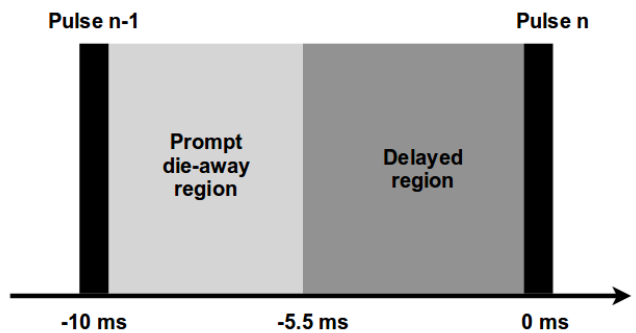 Pulse n-1
Pulse n
Prompt
die-away
region
Delayed
region
-10 ms
-5.5 ms
0 ms